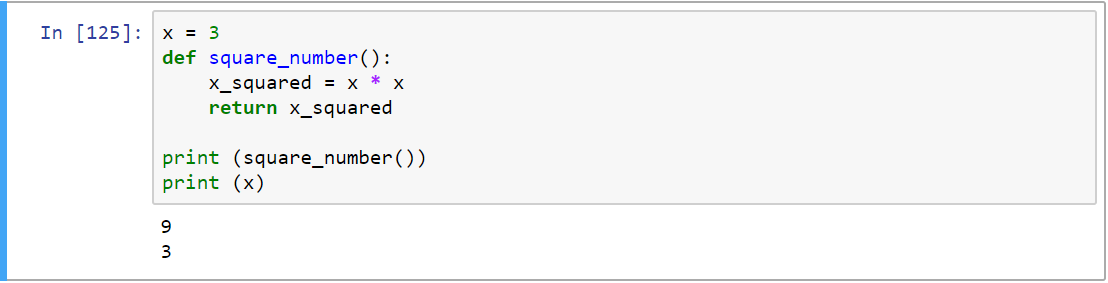 In [125]: x = 3
def square_number():
    x_squared = x * x
    return x_squared

print (square_number())
print (x)
9
3